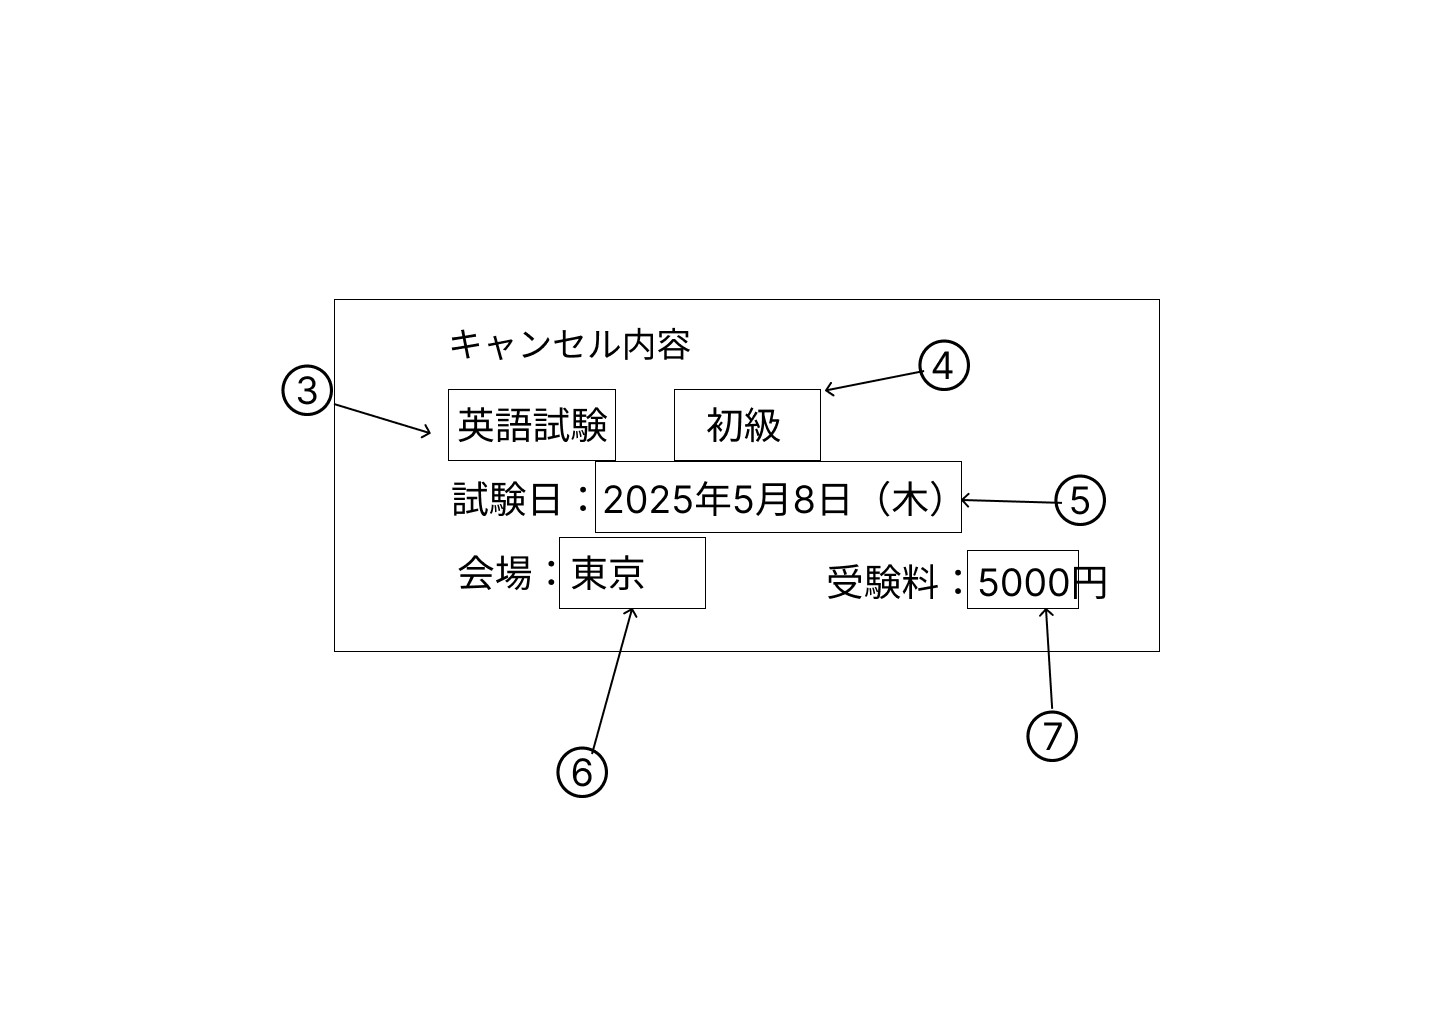 キャンセル内容
④
③
英語試験 初級
試験日：2025年5月8日（木） ⑤
会場：東京 受験料：5000円
⑦
⑥